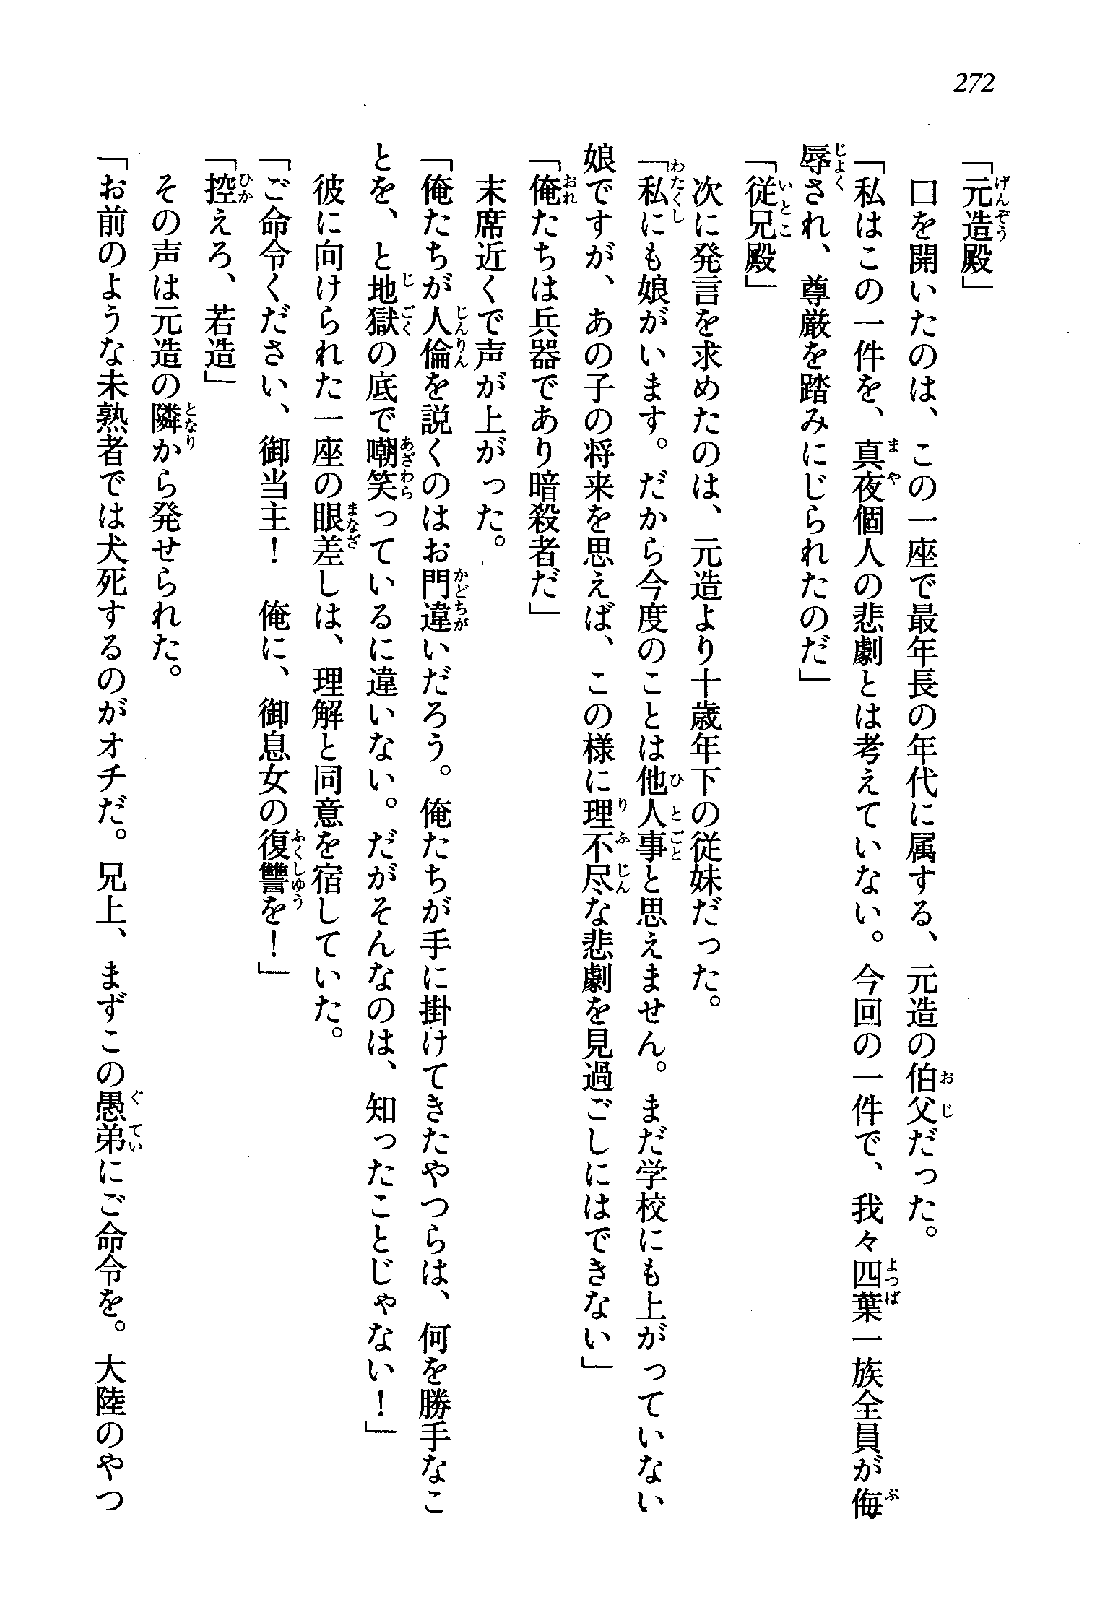 272
「元造殿」
口を開いたのは、この一座で最年長の年代に属する、元造の伯父だった。
「私はこの一件を、真夜個人の悲劇とは考えていない。今回の一件で、我々四葉一族全員が侮
辱され、尊厳を踏みにじられたのだ」
「従兄殿」
次に発言を求めたのは、元造より十歳年下の従妹だった。
「私にも娘がいます。だから今度のことは他人事と思えません。まだ学校にも上がっていない
娘ですが、あの子の将来を思えば、この様に理不尽な悲劇を見過ごしにはできない」
「俺たちは兵器であり暗殺者だ」
末席近くで声が上がった。
「俺たちが人倫を説くのはお門違いだろう。俺たちが手に掛けてきたやつらは、何を勝手なこ
とを、と地獄の底で嘲笑っているに違いない。だがそんなのは、知ったことじゃない！」
彼に向けられた一座の眼差しは、理解と同意を宿していた。
「ご命令ください、御当主！　俺に、御息女の復讐を！」
「控えろ、若造」
その声は元造の隣から発せられた。
「お前のような未熟者では犬死するのがオチだ。兄上、まずこの愚弟にご命令を。大陸のやつ